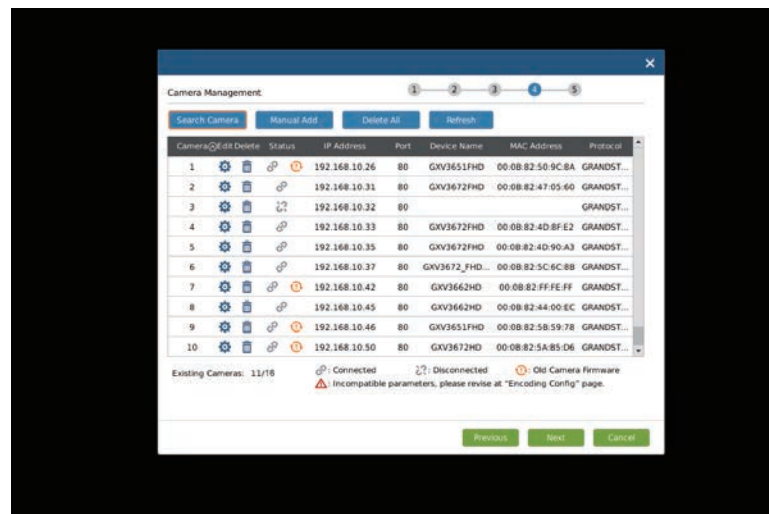 Camera Management 1 2 3 4 5
Search Camera Manual Add Delete All Refresh
Camera Edit Delete Status IP Address Port Device Name MAC Address Protocol
1 192.168.10.26 80 GXV3651FHD 00:0B:82:50:9C:8A GRANDST...
2 192.168.10.31 80 GXV3672FHD 00:0B:82:47:05:60 GRANDST...
3 192.168.10.32 80 GRANDST...
4 192.168.10.33 80 GXV3672FHD 00:0B:82:4D:8F:E2 GRANDST...
5 192.168.10.35 80 GXV3672FHD 00:0B:82:4D:90:A3 GRANDST...
6 192.168.10.37 80 GXV3672_FHD... 00:0B:82:5C:6C:8B GRANDST...
7 192.168.10.42 80 GXV3662HD 00:0B:82:FF:FE:FF GRANDST...
8 192.168.10.45 80 GXV3662HD 00:0B:82:44:00:EC GRANDST...
9 192.168.10.46 80 GXV3651FHD 00:0B:82:58:59:78 GRANDST...
10 192.168.10.50 80 GXV3672HD 00:0B:82:5A:85:D6 GRANDST...
Existing Cameras: 11/16 : Connected : Disconnected : Old Camera Firmware
: Incompatible parameters, please revise at "Encoding Config" page.
Previous Next Cancel